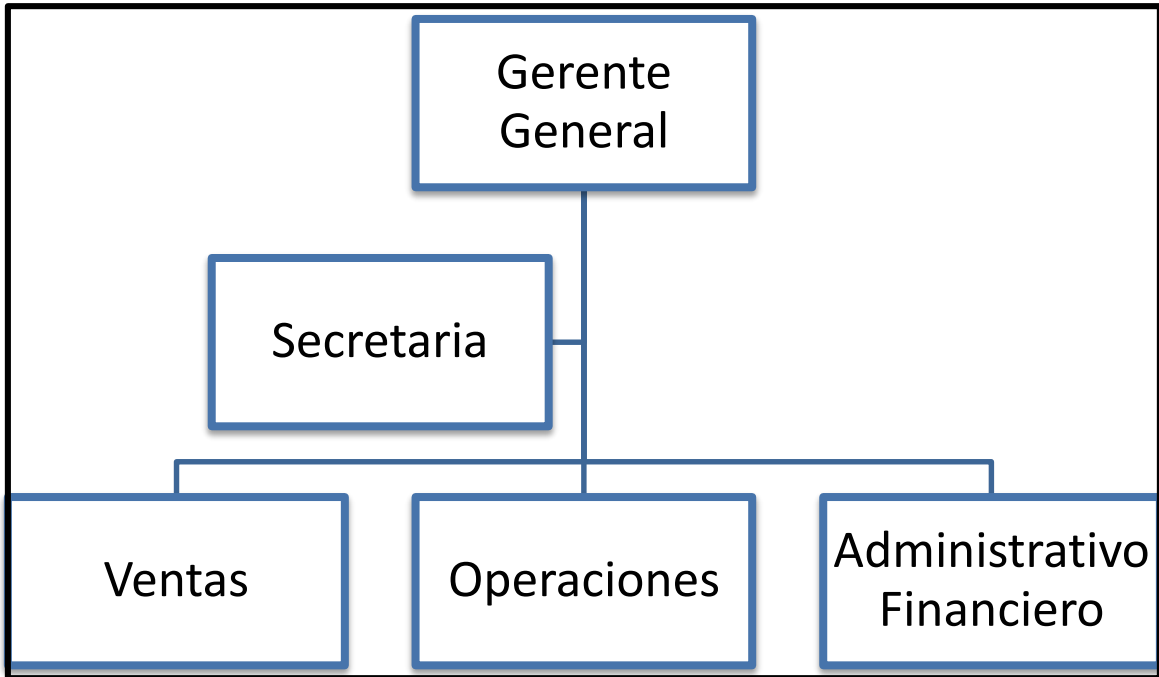 Gerente
General
Secretaria
Ventas
Operaciones
Administrativo
Financiero